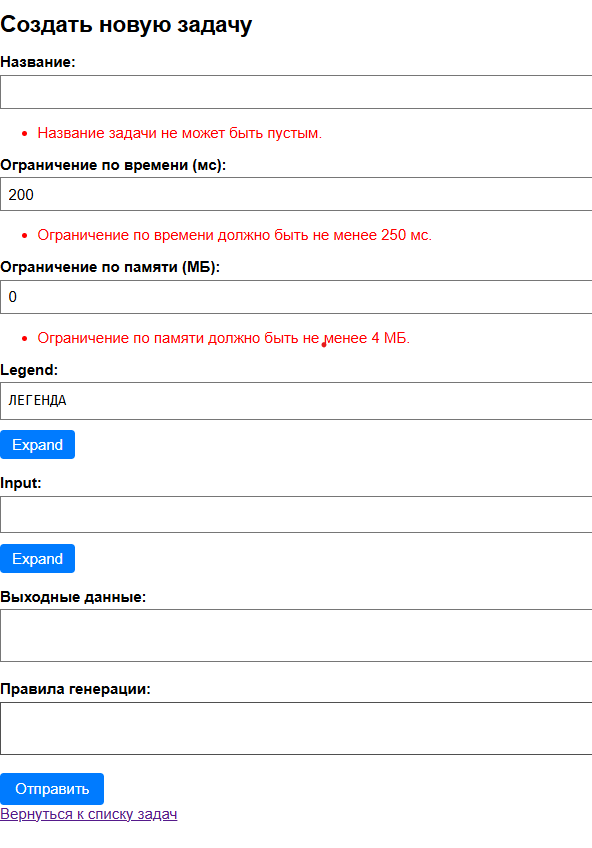 Создать новую задачу
Название:
Название задачи не может быть пустым.
Ограничение по времени (мс):
200
Ограничение по времени должно быть не менее 250 мс.
Ограничение по памяти (МБ):
0
Ограничение по памяти должно быть не менее 4 МБ.
Legend:
ЛЕГЕНДА
Expand
Input:
Expand
Выходные данные:
Правила генерации:
Отправить
Вернуться к списку задач